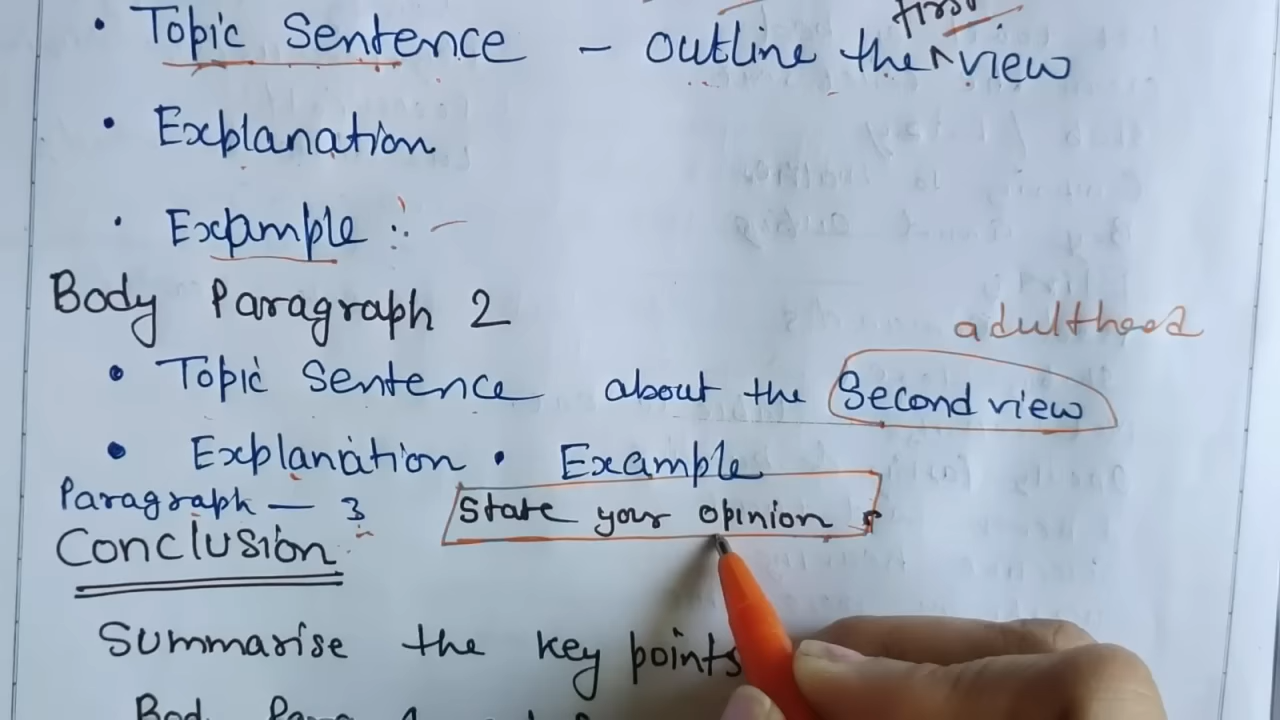 first
• Topic Sentence – outline the ^ view
• Explanation
• Example :-
Body Paragraph 2
adulthood
• Topic Sentence about the Second view
• Explanation • Example
Paragraph – 3 State your opinion
Conclusion
Summarise the key points